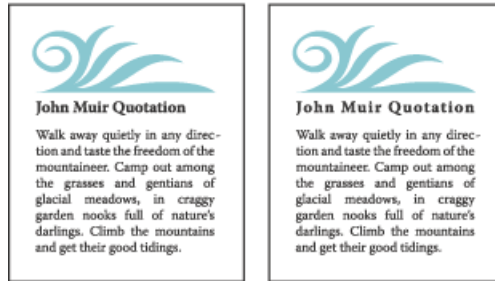 John Muir Quotation
Walk away quietly in any direc-
tion and taste the freedom of the
mountaineer. Camp out among
the grasses and gentians of
glacial meadows, in craggy
garden nooks full of nature's
darlings. Climb the mountains
and get their good tidings.
John Muir Quotation
Walk away quietly in any direc-
tion and taste the freedom of the
mountaineer. Camp out among
the grasses and gentians of
glacial meadows, in craggy
garden nooks full of nature's
darlings. Climb the mountains
and get their good tidings.